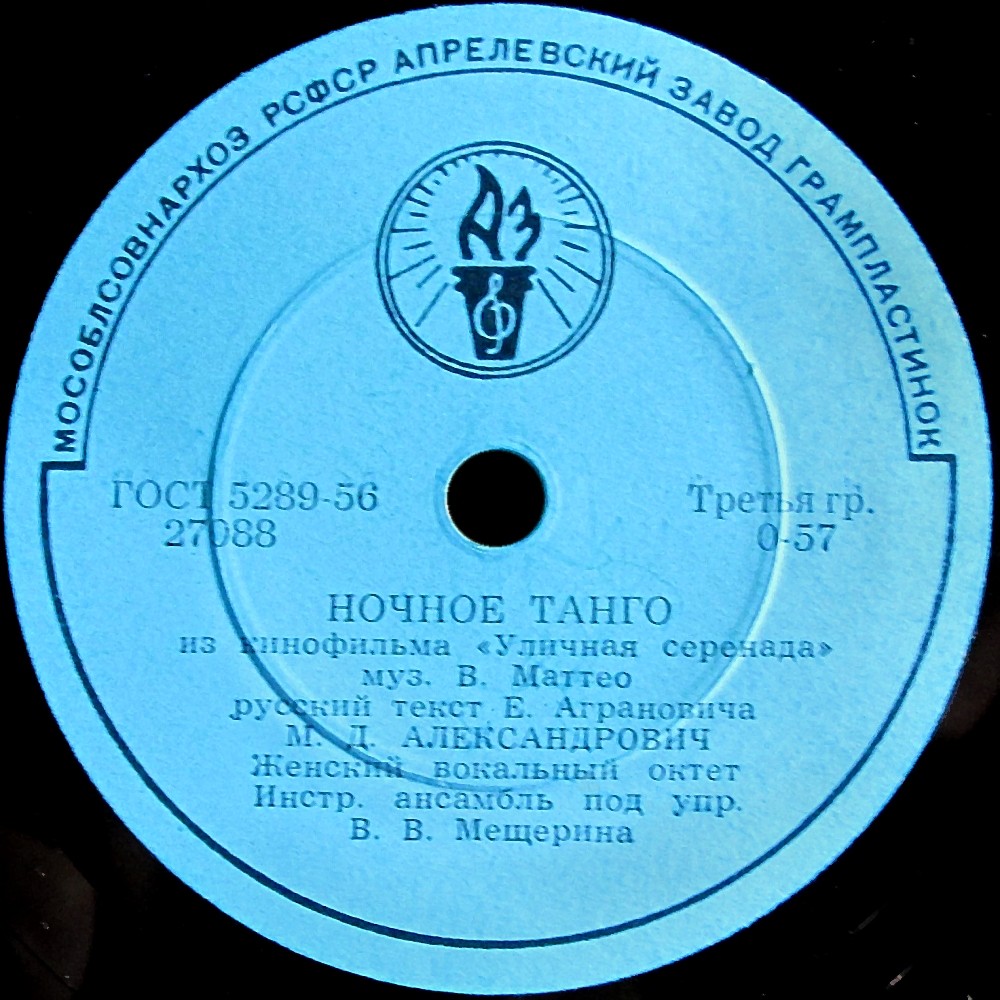 МОСОБЛСОВНАРХОЗ РСФСР АПРЕЛЕВСКИЙ ЗАВОД ГРАМПЛАСТИНОК
АЗ
ГОСТ 5289-56
27088
Третья гр.
0-57
НОЧНОЕ ТАНГО
из кинофильма «Уличная серенада»
муз. В. Маттео
русский текст Е. Аграновича
М. Д. АЛЕКСАНДРОВИЧ
Женский вокальный октет
Инстр. ансамбль под упр.
В. В. Мещерина